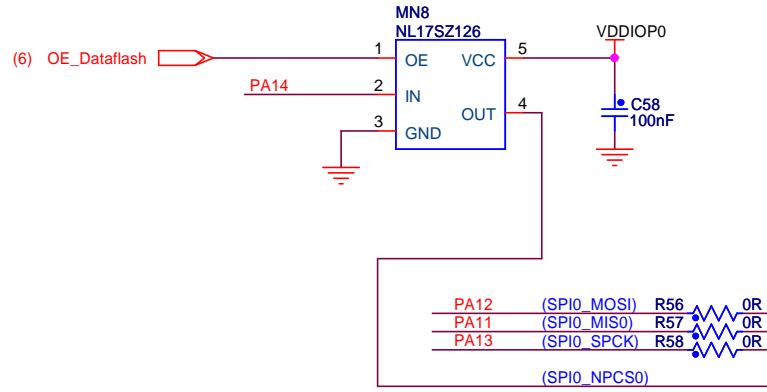 MN8
NL17SZ126
VDDIOP0
(6) OE_Dataflash
1 OE VCC 5
PA14 2 IN
OUT 4
3 GND
C58
100nF
PA12 (SPI0_MOSI) R56 0R
PA11 (SPI0_MIS0) R57 0R
PA13 (SPI0_SPCK) R58 0R
(SPI0_NPCS0)